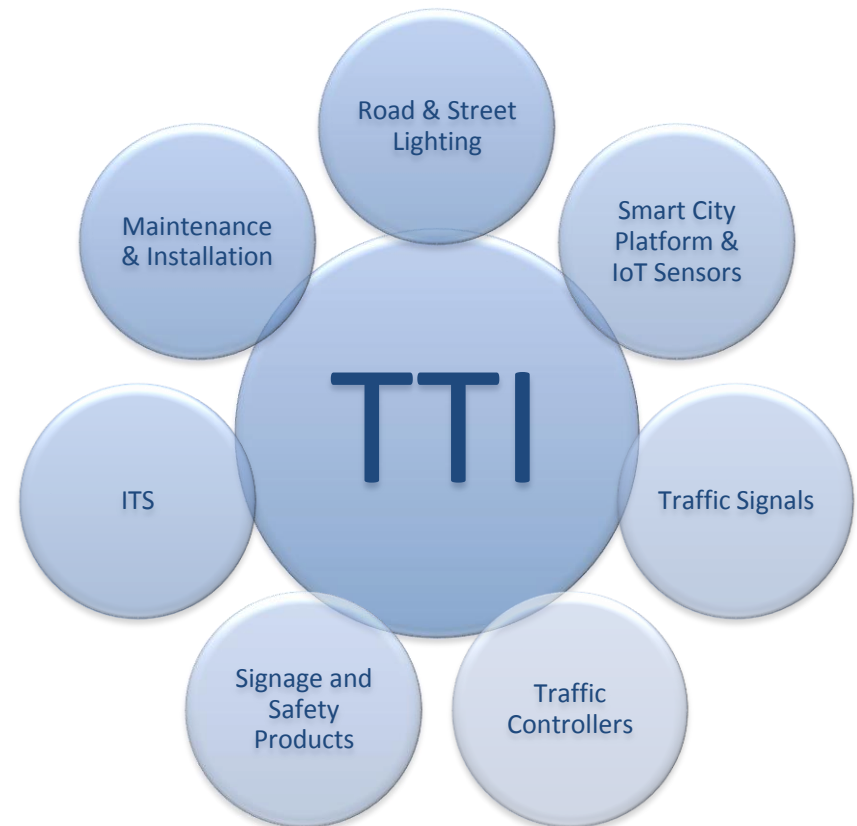 Road & Street
Lighting
Smart City
Platform &
IoT Sensors
Traffic Signals
Traffic
Controllers
Signage and
Safety
Products
ITS
Maintenance
& Installation
TTI